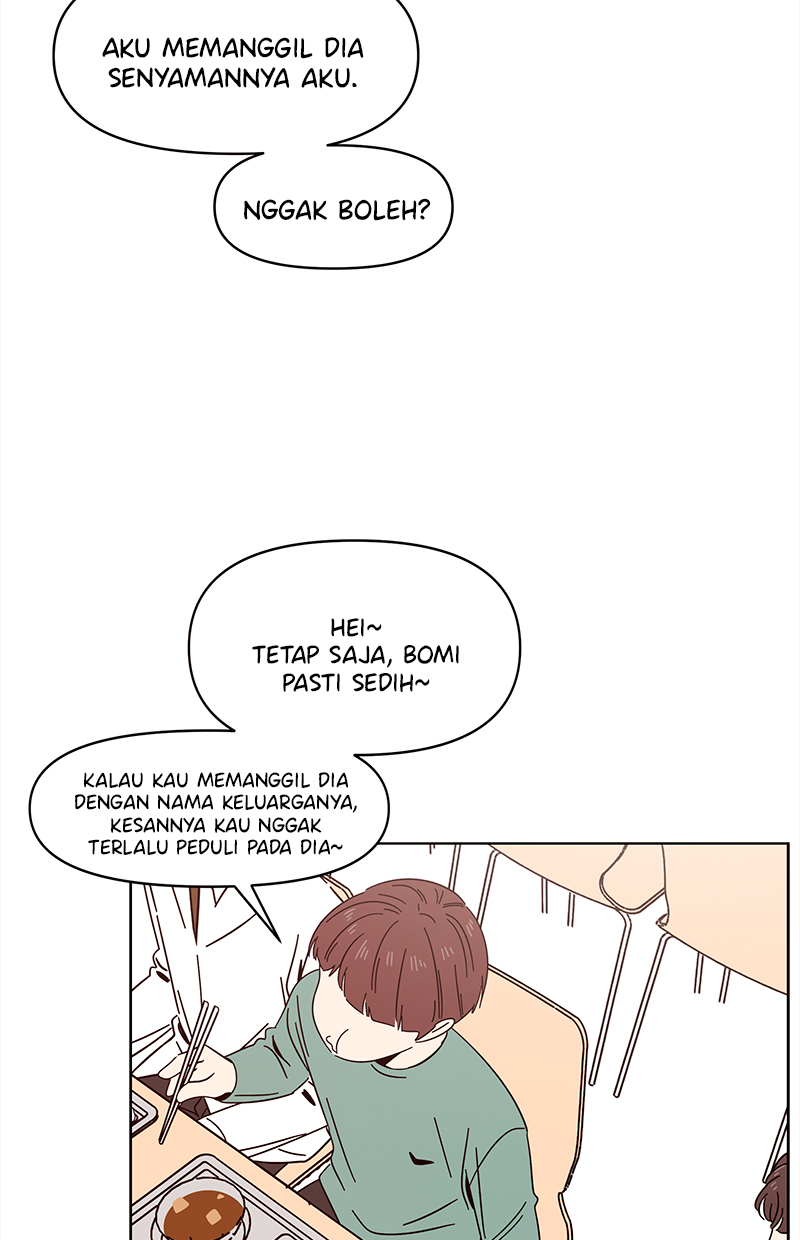 AKU MEMANGGIL DIA
SENYAMANNYA AKU.
NGGAK BOLEH?
HEI~
TETAP SAJA, BOMI
PASTI SEDIH~
KALAU KAU MEMANGGIL DIA
DENGAN NAMA KELUARGANYA,
KESANNYA KAU NGGAK
TERLALU PEDULI PADA DIA~